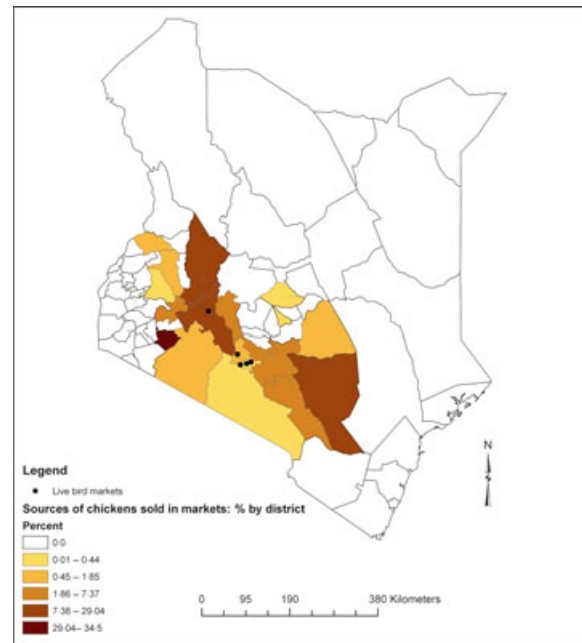 N
Legend
Live bird markets
Sources of chickens sold in markets: % by district
Percent
0·0
0·01 – 0·44
0·45 – 1·85
1·86 – 7·37
7·38 – 29·04
29·04 – 34·5
0 95 190 380 Kilometers